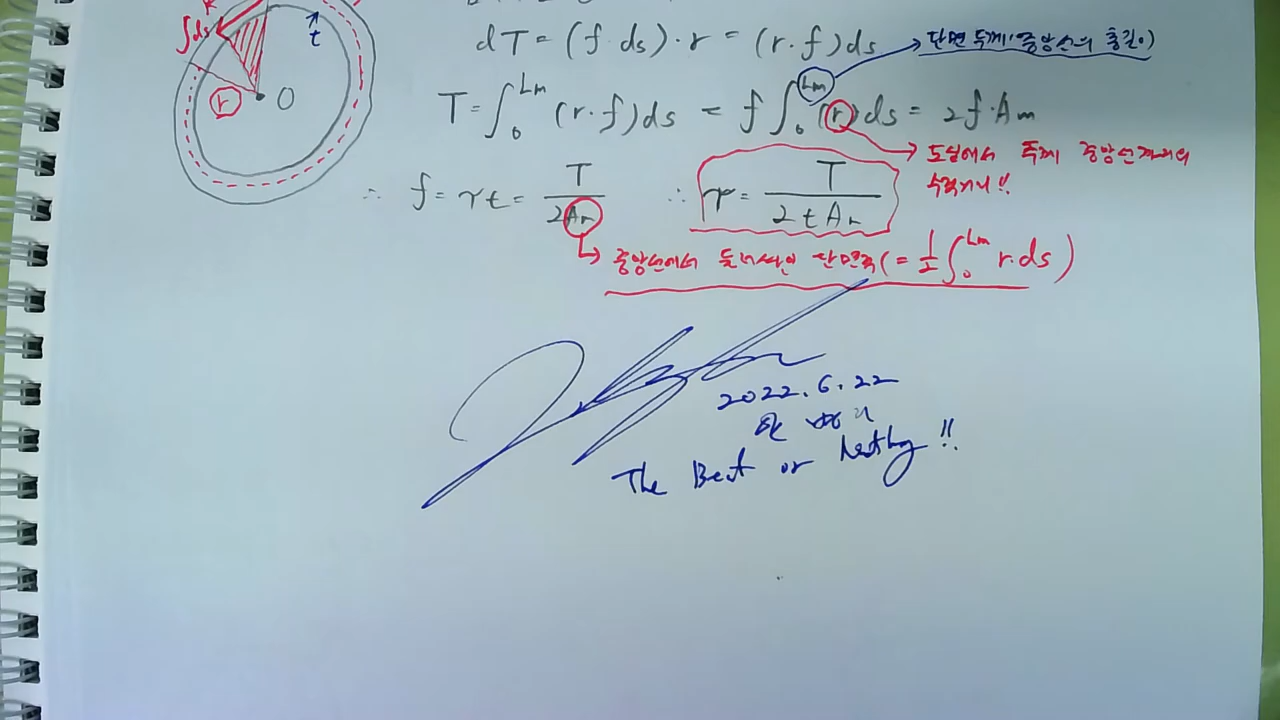 ∫ds
t
r
O
dT = (f·ds)·r = (r·f)ds → 단면 두께 중앙선의 총길이)
T = ∫₀^Lm (r·f)ds = f∫₀^Lm (r)ds = 2f·Am
→ 도심에서 두께 중앙선까지의
수직거리!!
∴ f = τt = T / 2Am ∴ τ = T / 2tAm
↳ 중앙선에서 둘러싸인 단면적 (= 1/2 ∫₀^Lm r·ds)
2022.6.22
The Best or Nothing!!